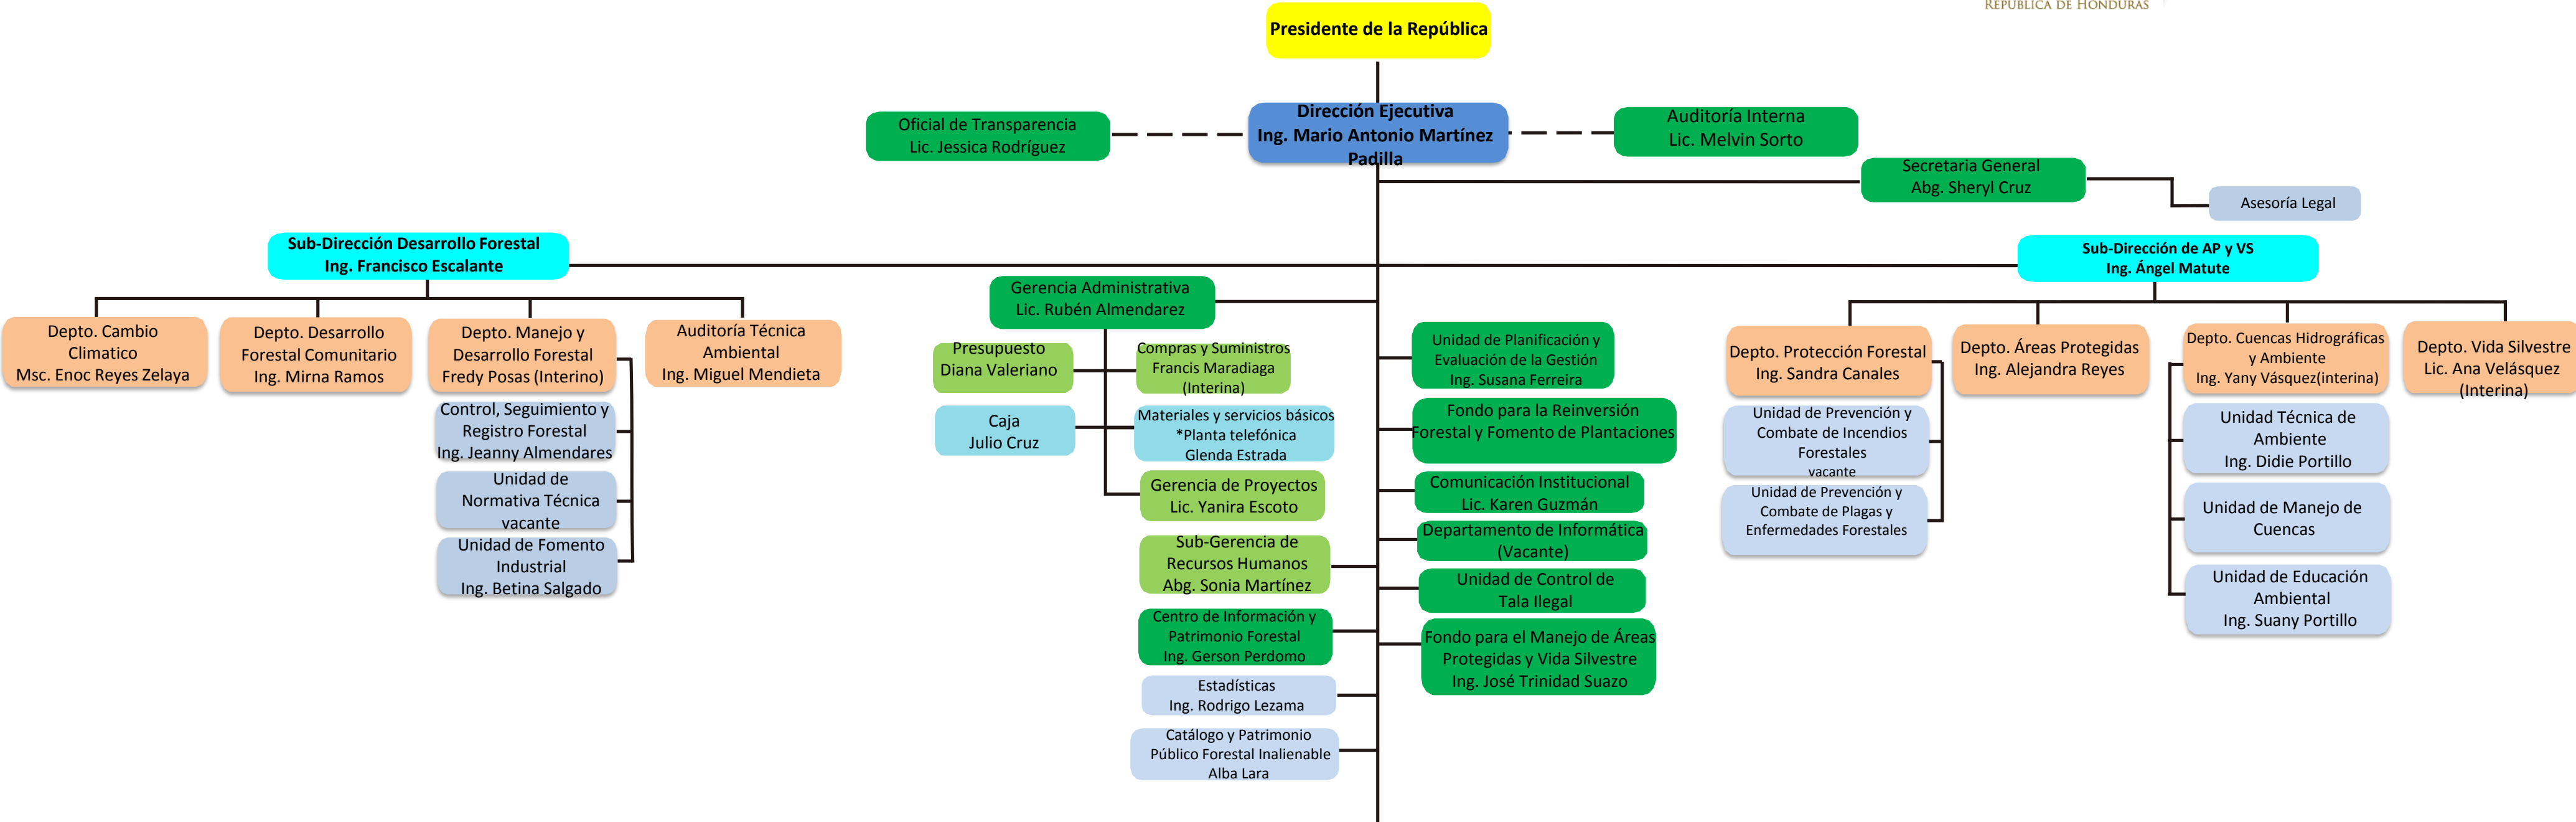 REPÚBLICA DE HONDURAS
Presidente de la República
Dirección Ejecutiva
Ing. Mario Antonio Martínez
Padilla
Oficial de Transparencia
Lic. Jessica Rodríguez
Auditoría Interna
Lic. Melvin Sorto
Secretaria General
Abg. Sheryl Cruz
Asesoría Legal
Sub-Dirección Desarrollo Forestal
Ing. Francisco Escalante
Sub-Dirección de AP y VS
Ing. Ángel Matute
Depto. Cambio
Climatico
Msc. Enoc Reyes Zelaya
Depto. Desarrollo
Forestal Comunitario
Ing. Mirna Ramos
Depto. Manejo y
Desarrollo Forestal
Fredy Posas (Interino)
Auditoría Técnica
Ambiental
Ing. Miguel Mendieta
Control, Seguimiento y
Registro Forestal
Ing. Jeanny Almendares
Unidad de
Normativa Técnica
vacante
Unidad de Fomento
Industrial
Ing. Betina Salgado
Gerencia Administrativa
Lic. Rubén Almendarez
Presupuesto
Diana Valeriano
Compras y Suministros
Francis Maradiaga
(Interina)
Caja
Julio Cruz
Materiales y servicios básicos
*Planta telefónica
Glenda Estrada
Gerencia de Proyectos
Lic. Yanira Escoto
Sub-Gerencia de
Recursos Humanos
Abg. Sonia Martínez
Centro de Información y
Patrimonio Forestal
Ing. Gerson Perdomo
Estadísticas
Ing. Rodrigo Lezama
Catálogo y Patrimonio
Público Forestal Inalienable
Alba Lara
Unidad de Planificación y
Evaluación de la Gestión
Ing. Susana Ferreira
Fondo para la Reinversión
Forestal y Fomento de Plantaciones
Comunicación Institucional
Lic. Karen Guzmán
Departamento de Informática
(Vacante)
Unidad de Control de
Tala Ilegal
Fondo para el Manejo de Áreas
Protegidas y Vida Silvestre
Ing. José Trinidad Suazo
Depto. Protección Forestal
Ing. Sandra Canales
Depto. Áreas Protegidas
Ing. Alejandra Reyes
Depto. Cuencas Hidrográficas
y Ambiente
Ing. Yany Vásquez(interina)
Depto. Vida Silvestre
Lic. Ana Velásquez
(Interina)
Unidad de Prevención y
Combate de Incendios
Forestales
vacante
Unidad de Prevención y
Combate de Plagas y
Enfermedades Forestales
Unidad Técnica de
Ambiente
Ing. Didie Portillo
Unidad de Manejo de
Cuencas
Unidad de Educación
Ambiental
Ing. Suany Portillo